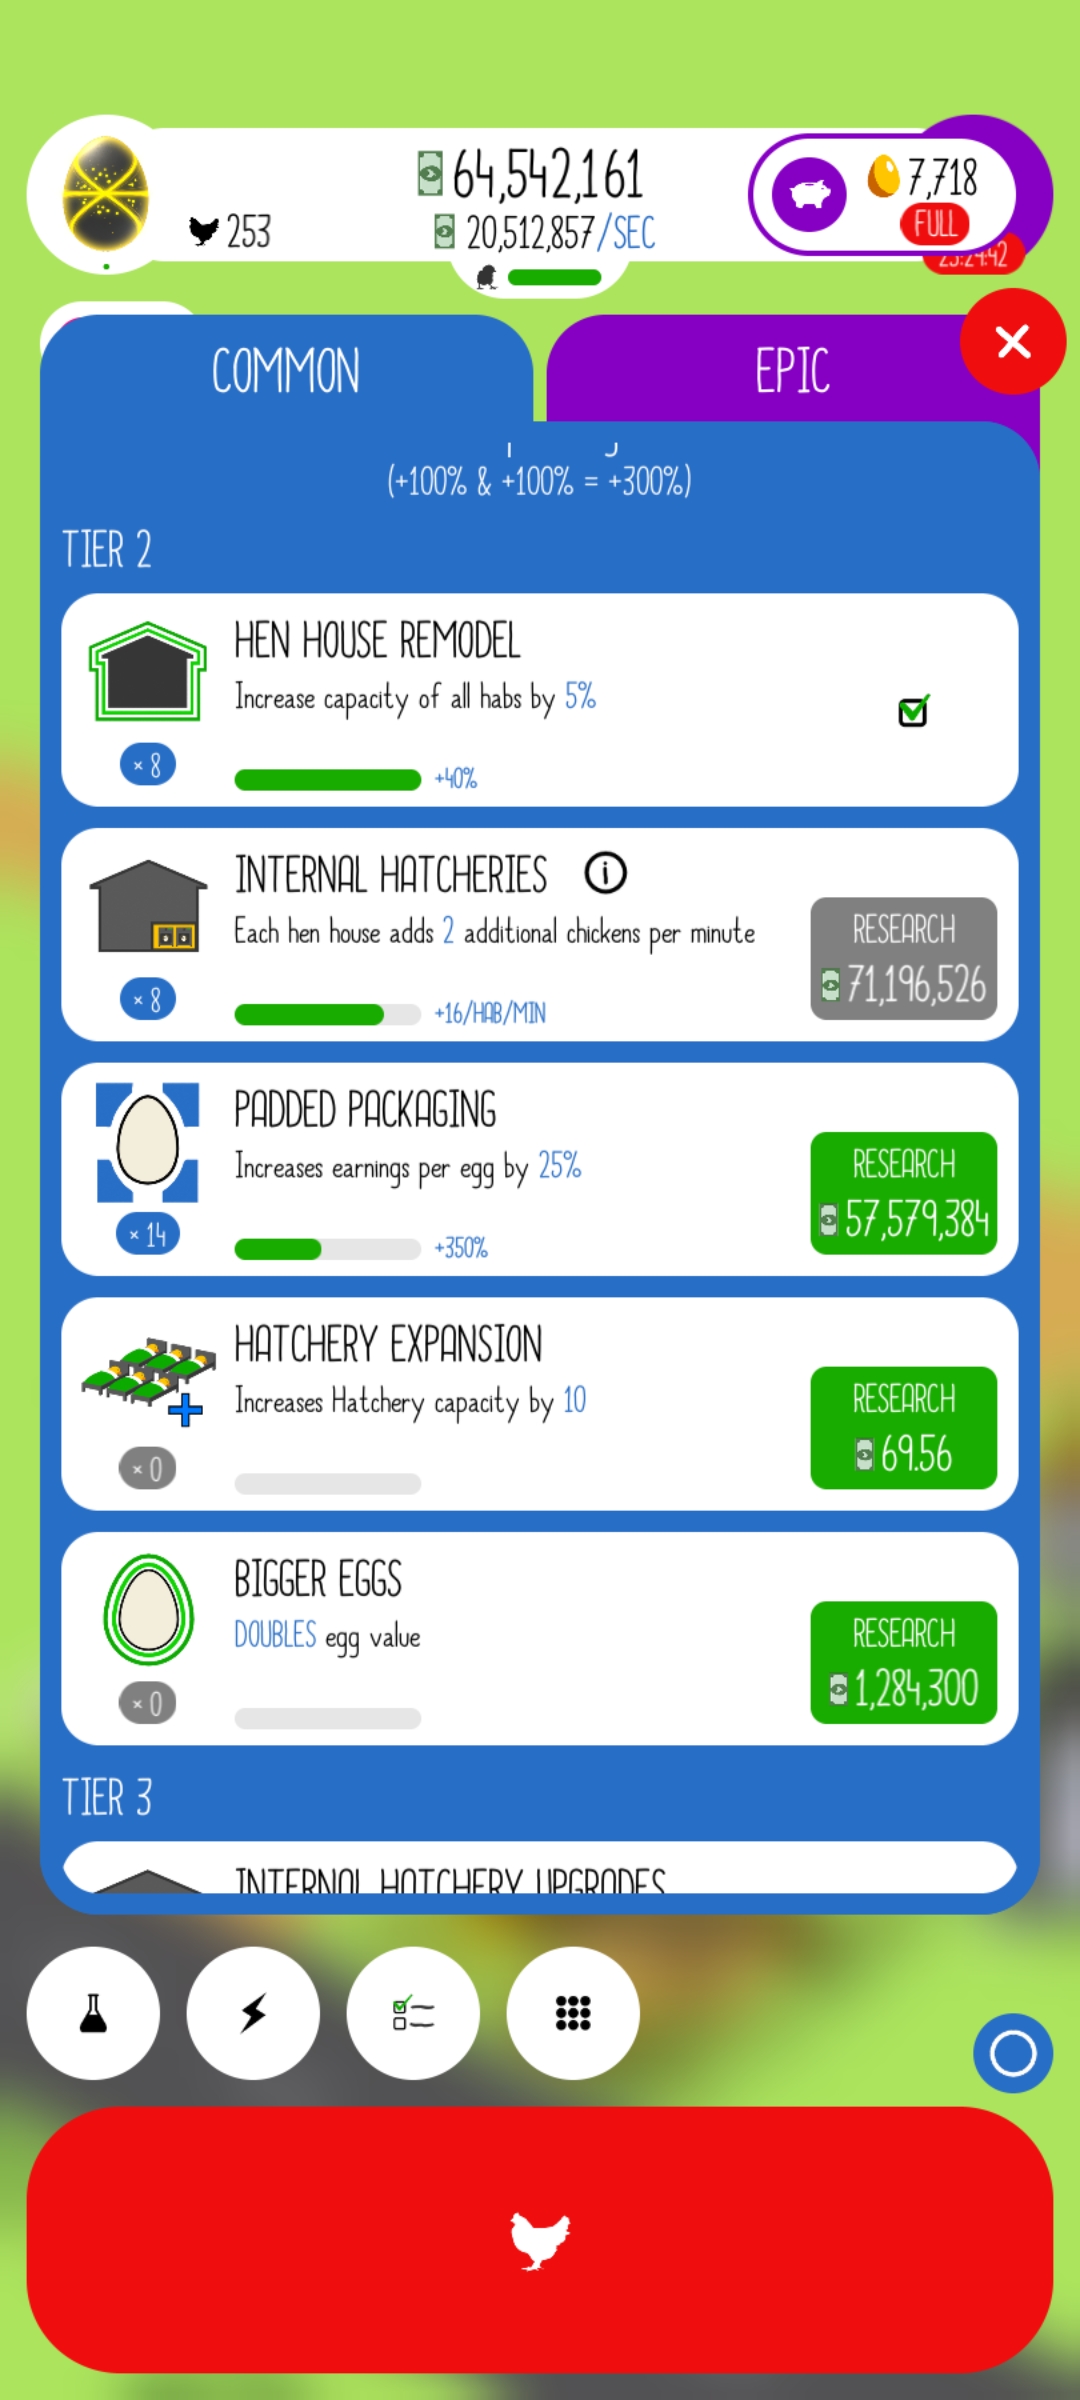 64,542,161
7,718
253
20,512,857/SEC
FULL
23:24:42
COMMON
EPIC
(+100% & +100% = +300%)
TIER 2
HEN HOUSE REMODEL
Increase capacity of all habs by 5%
× 8
+40%
INTERNAL HATCHERIES
i
Each hen house adds 2 additional chickens per minute
RESEARCH
71,196,526
× 8
+16/HAB/MIN
PADDED PACKAGING
Increases earnings per egg by 25%
RESEARCH
57,579,384
× 14
+350%
HATCHERY EXPANSION
Increases Hatchery capacity by 10
RESEARCH
69.56
× 0
BIGGER EGGS
DOUBLES egg value
RESEARCH
1,284,300
× 0
TIER 3
INTERNAL HATCHERY UPGRADES